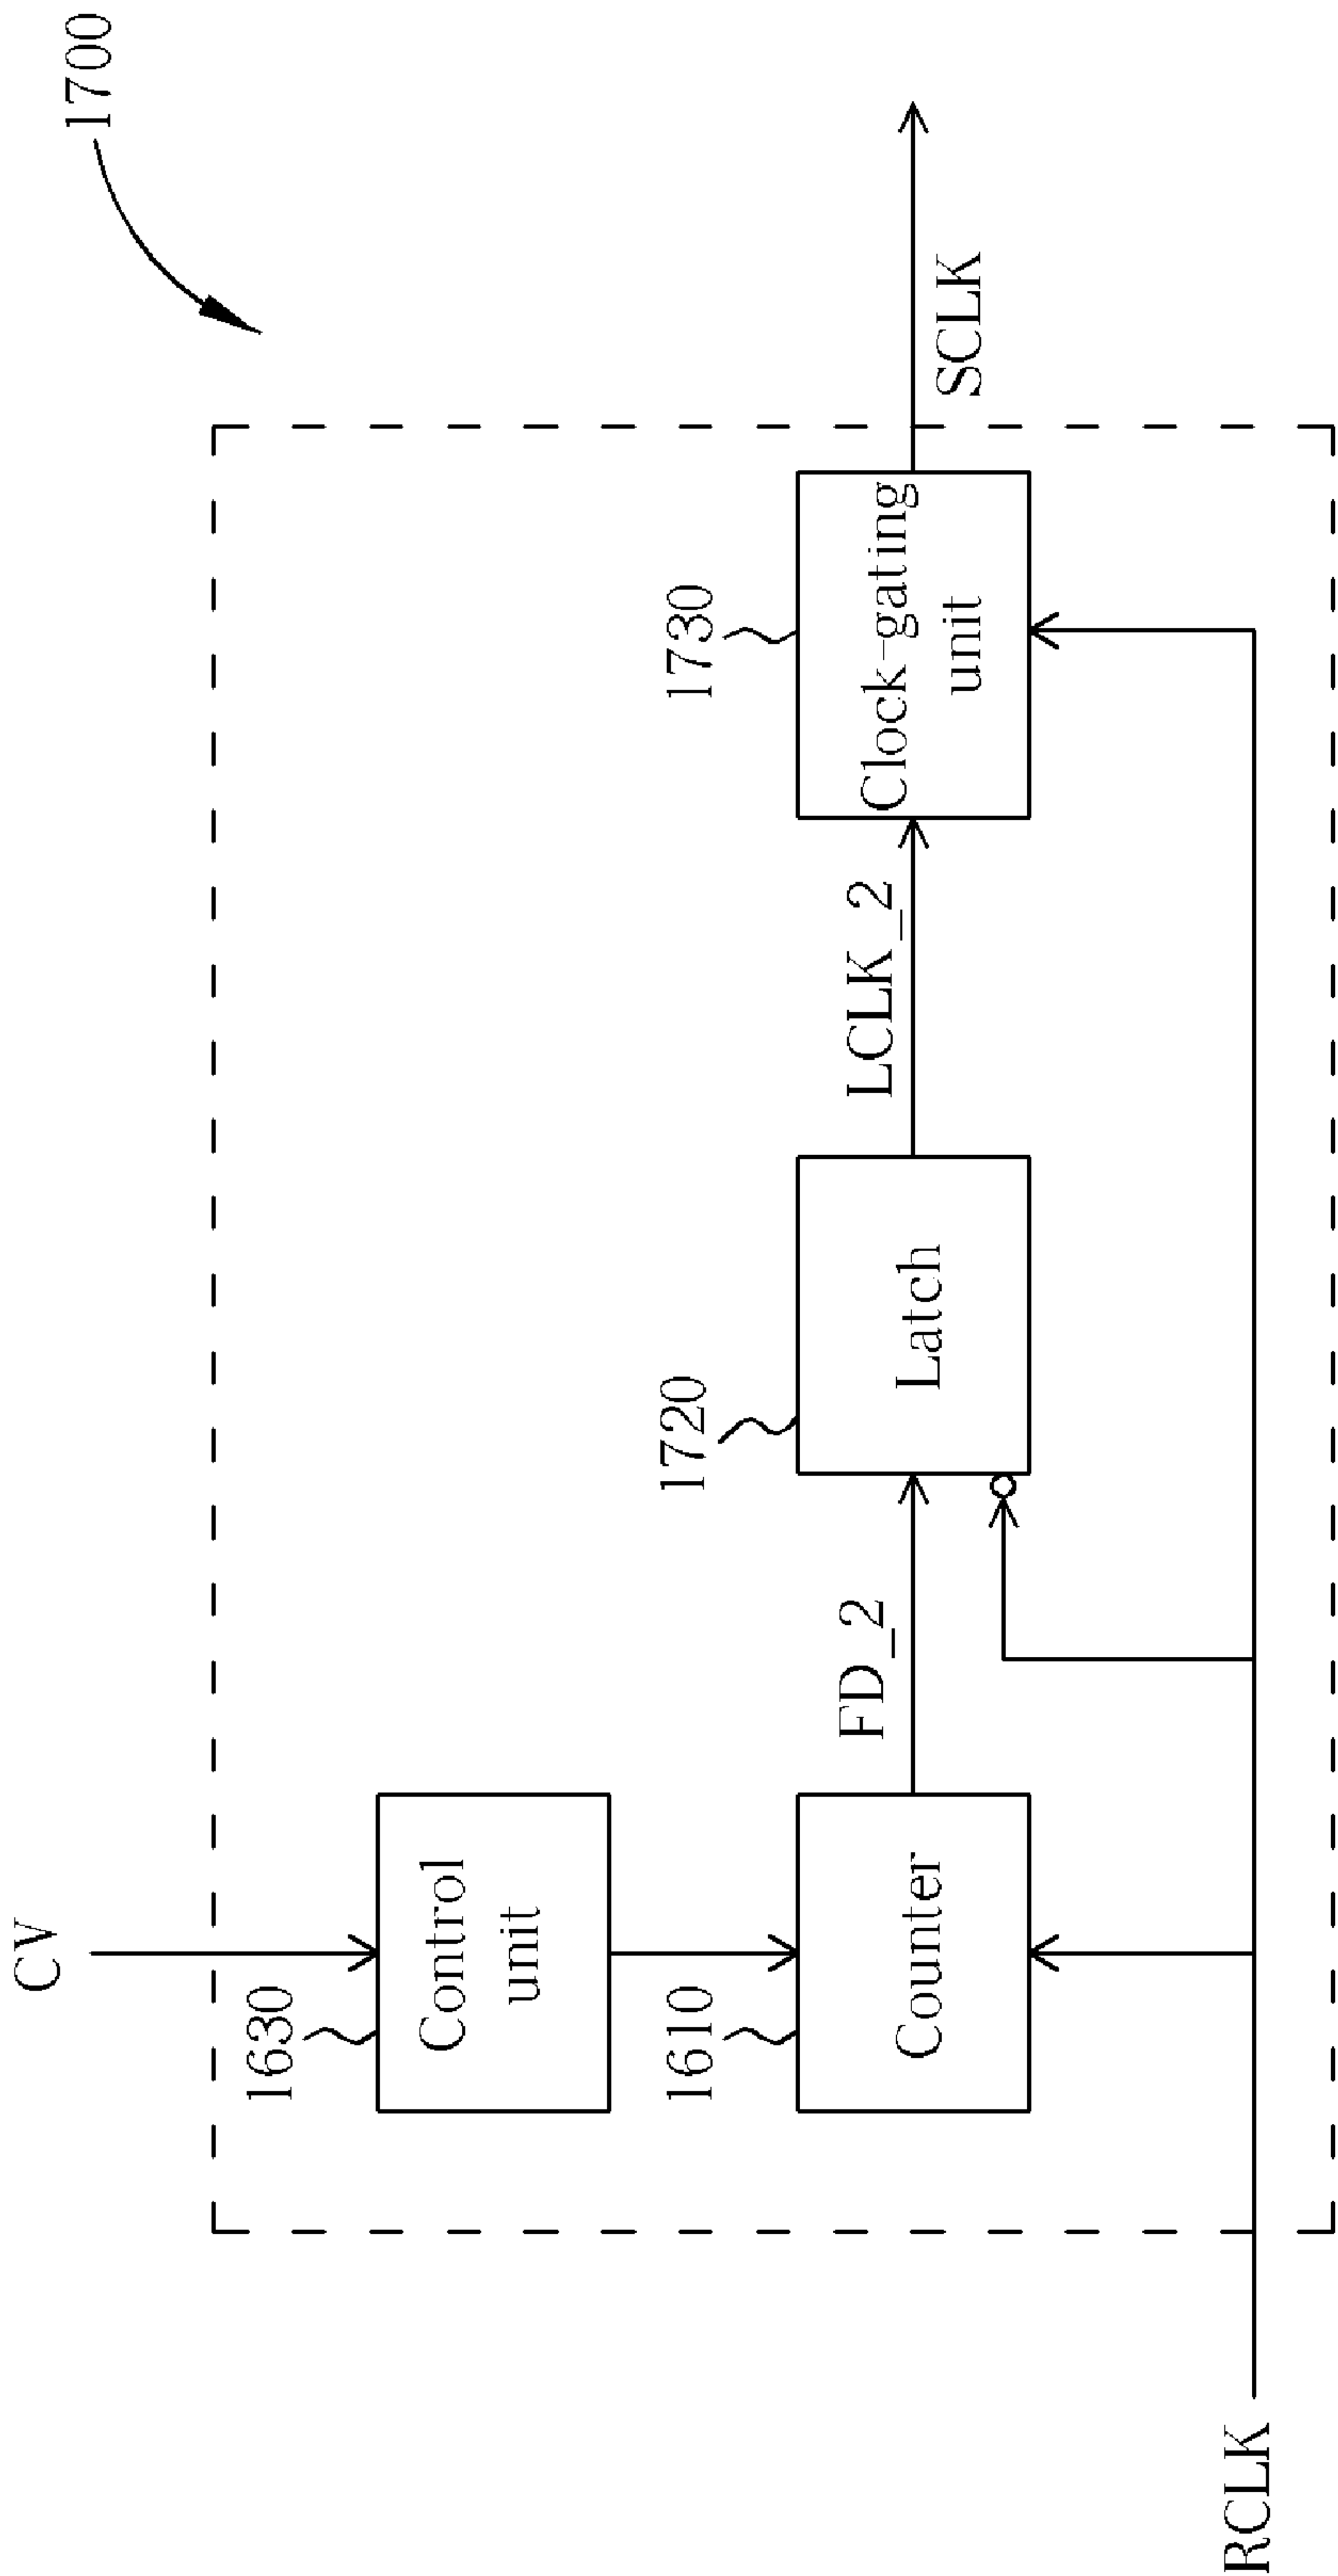 1700
CV
1630
Control
unit
1610
Counter
FD_2
1720
Latch
LCLK_2
1730
Clock-gating
unit
SCLK
RCLK